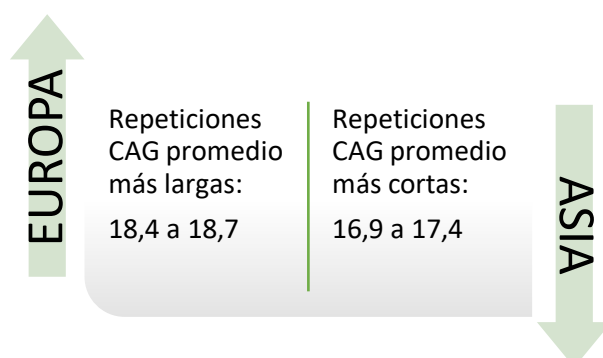 EUROPA
Repeticiones
CAG promedio
más largas:
18,4 a 18,7
Repeticiones
CAG promedio
más cortas:
16,9 a 17,4
ASIA